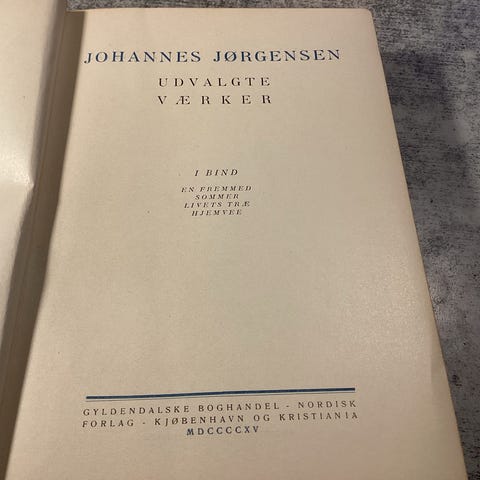 JOHANNES JØRGENSEN
UDVALGTE
VÆRKER
I BIND
EN FREMMED
SOMMER
LIVETS TRÆ
HJEMVEE
GYLDENDALSKE BOGHANDEL - NORDISK
FORLAG - KJØBENHAVN OG KRISTIANIA
MDCCCCXV